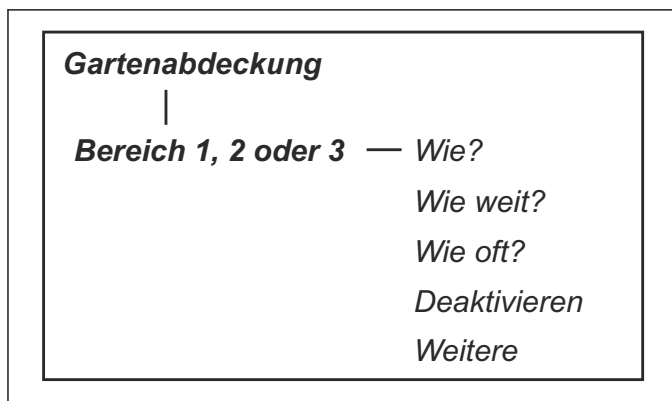 Gartenabdeckung
Bereich 1, 2 oder 3 — Wie?
Wie weit?
Wie oft?
Deaktivieren
Weitere